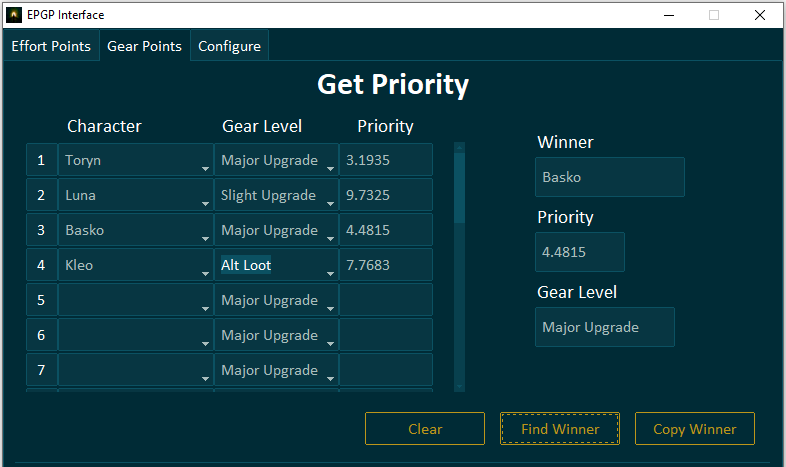 EPGP Interface
Effort Points Gear Points Configure
Get Priority
Character Gear Level Priority
1 Toryn Major Upgrade 3.1935
2 Luna Slight Upgrade 9.7325
3 Basko Major Upgrade 4.4815
4 Kleo Alt Loot 7.7683
5 Major Upgrade
6 Major Upgrade
7 Major Upgrade
Winner
Basko
Priority
4.4815
Gear Level
Major Upgrade
Clear Find Winner Copy Winner